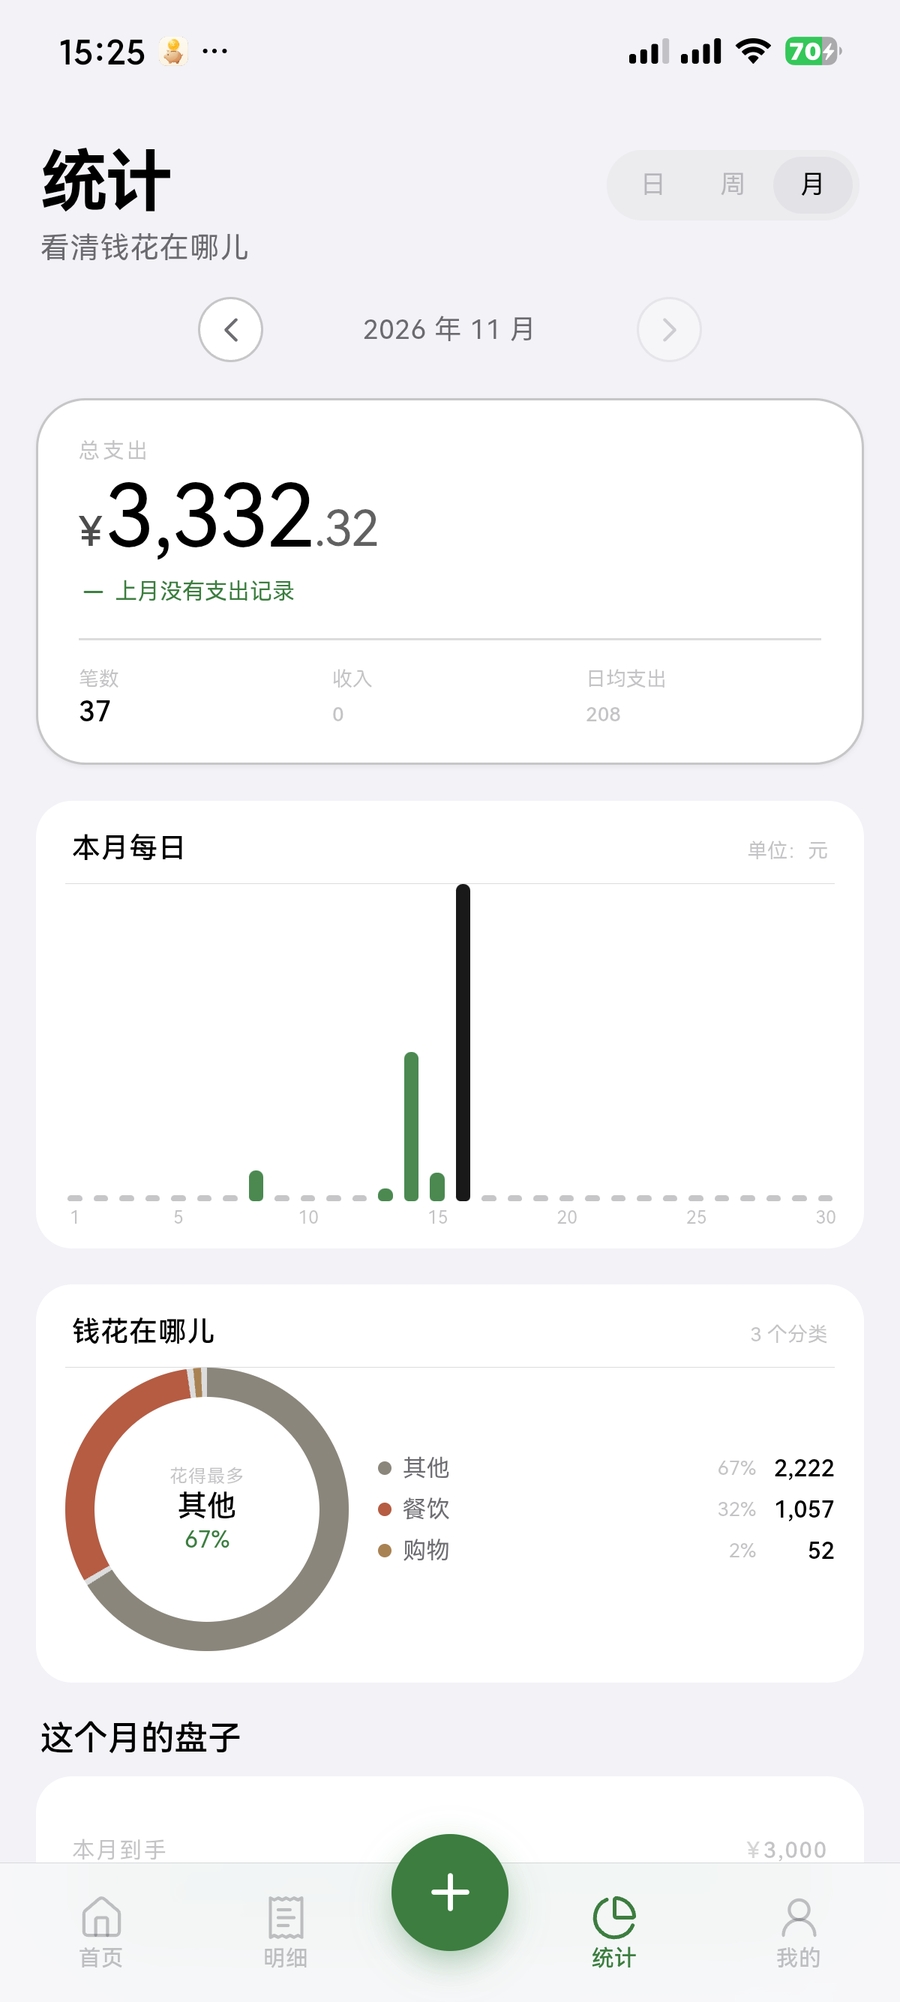 15:25 ...
70
统计
日 周 月
看清钱花在哪儿
2026 年 11 月
总支出
¥3,332.32
— 上月没有支出记录
笔数 收入 日均支出
37 0 208
本月每日 单位：元
1 5 10 15 20 25 30
钱花在哪儿 3 个分类
花得最多
其他
67%
其他 67% 2,222
餐饮 32% 1,057
购物 2% 52
这个月的盘子
本月到手 ¥3,000
首页 明细 统计 我的